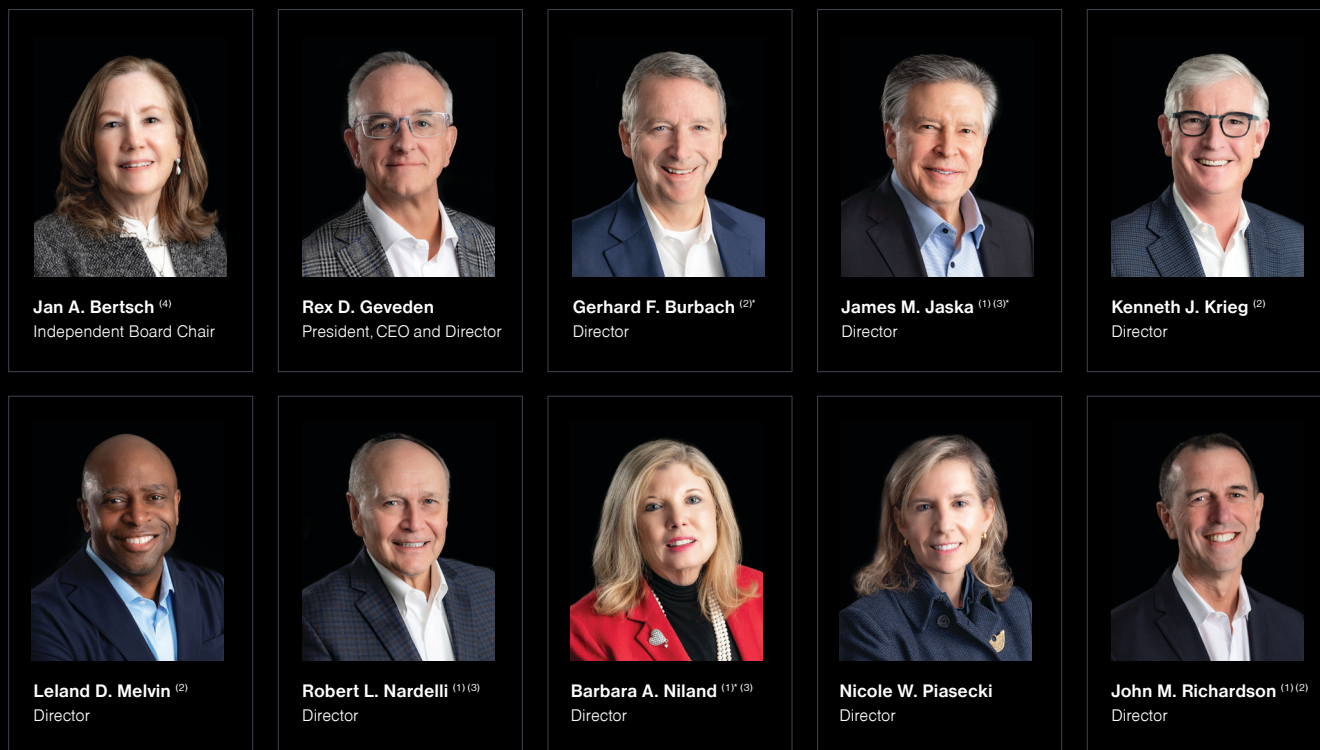 Jan A. Bertsch (4)
Independent Board Chair
Rex D. Geveden
President, CEO and Director
Gerhard F. Burbach (2)*
Director
James M. Jaska (1) (3)*
Director
Kenneth J. Krieg (2)
Director
Leland D. Melvin (2)
Director
Robert L. Nardelli (1) (3)
Director
Barbara A. Niland (1)* (3)
Director
Nicole W. Piasecki
Director
John M. Richardson (1) (2)
Director